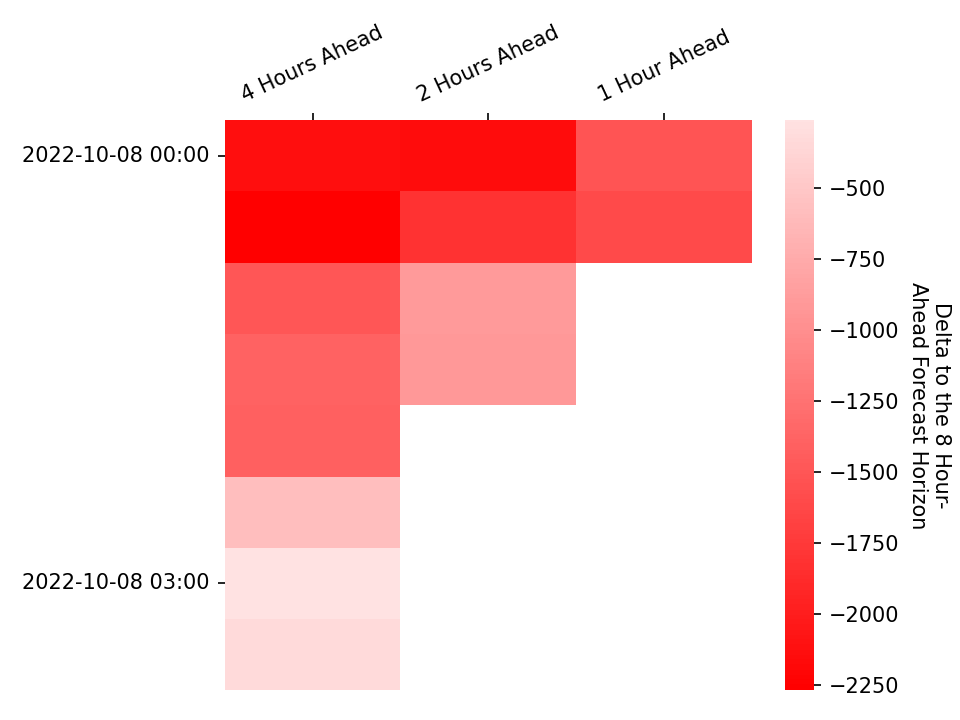 4 Hours Ahead
2 Hours Ahead
1 Hour Ahead
2022-10-08 00:00
2022-10-08 03:00
−500
−750
−1000
−1250
−1500
−1750
−2000
−2250
Delta to the 8 Hour-
Ahead Forecast Horizon